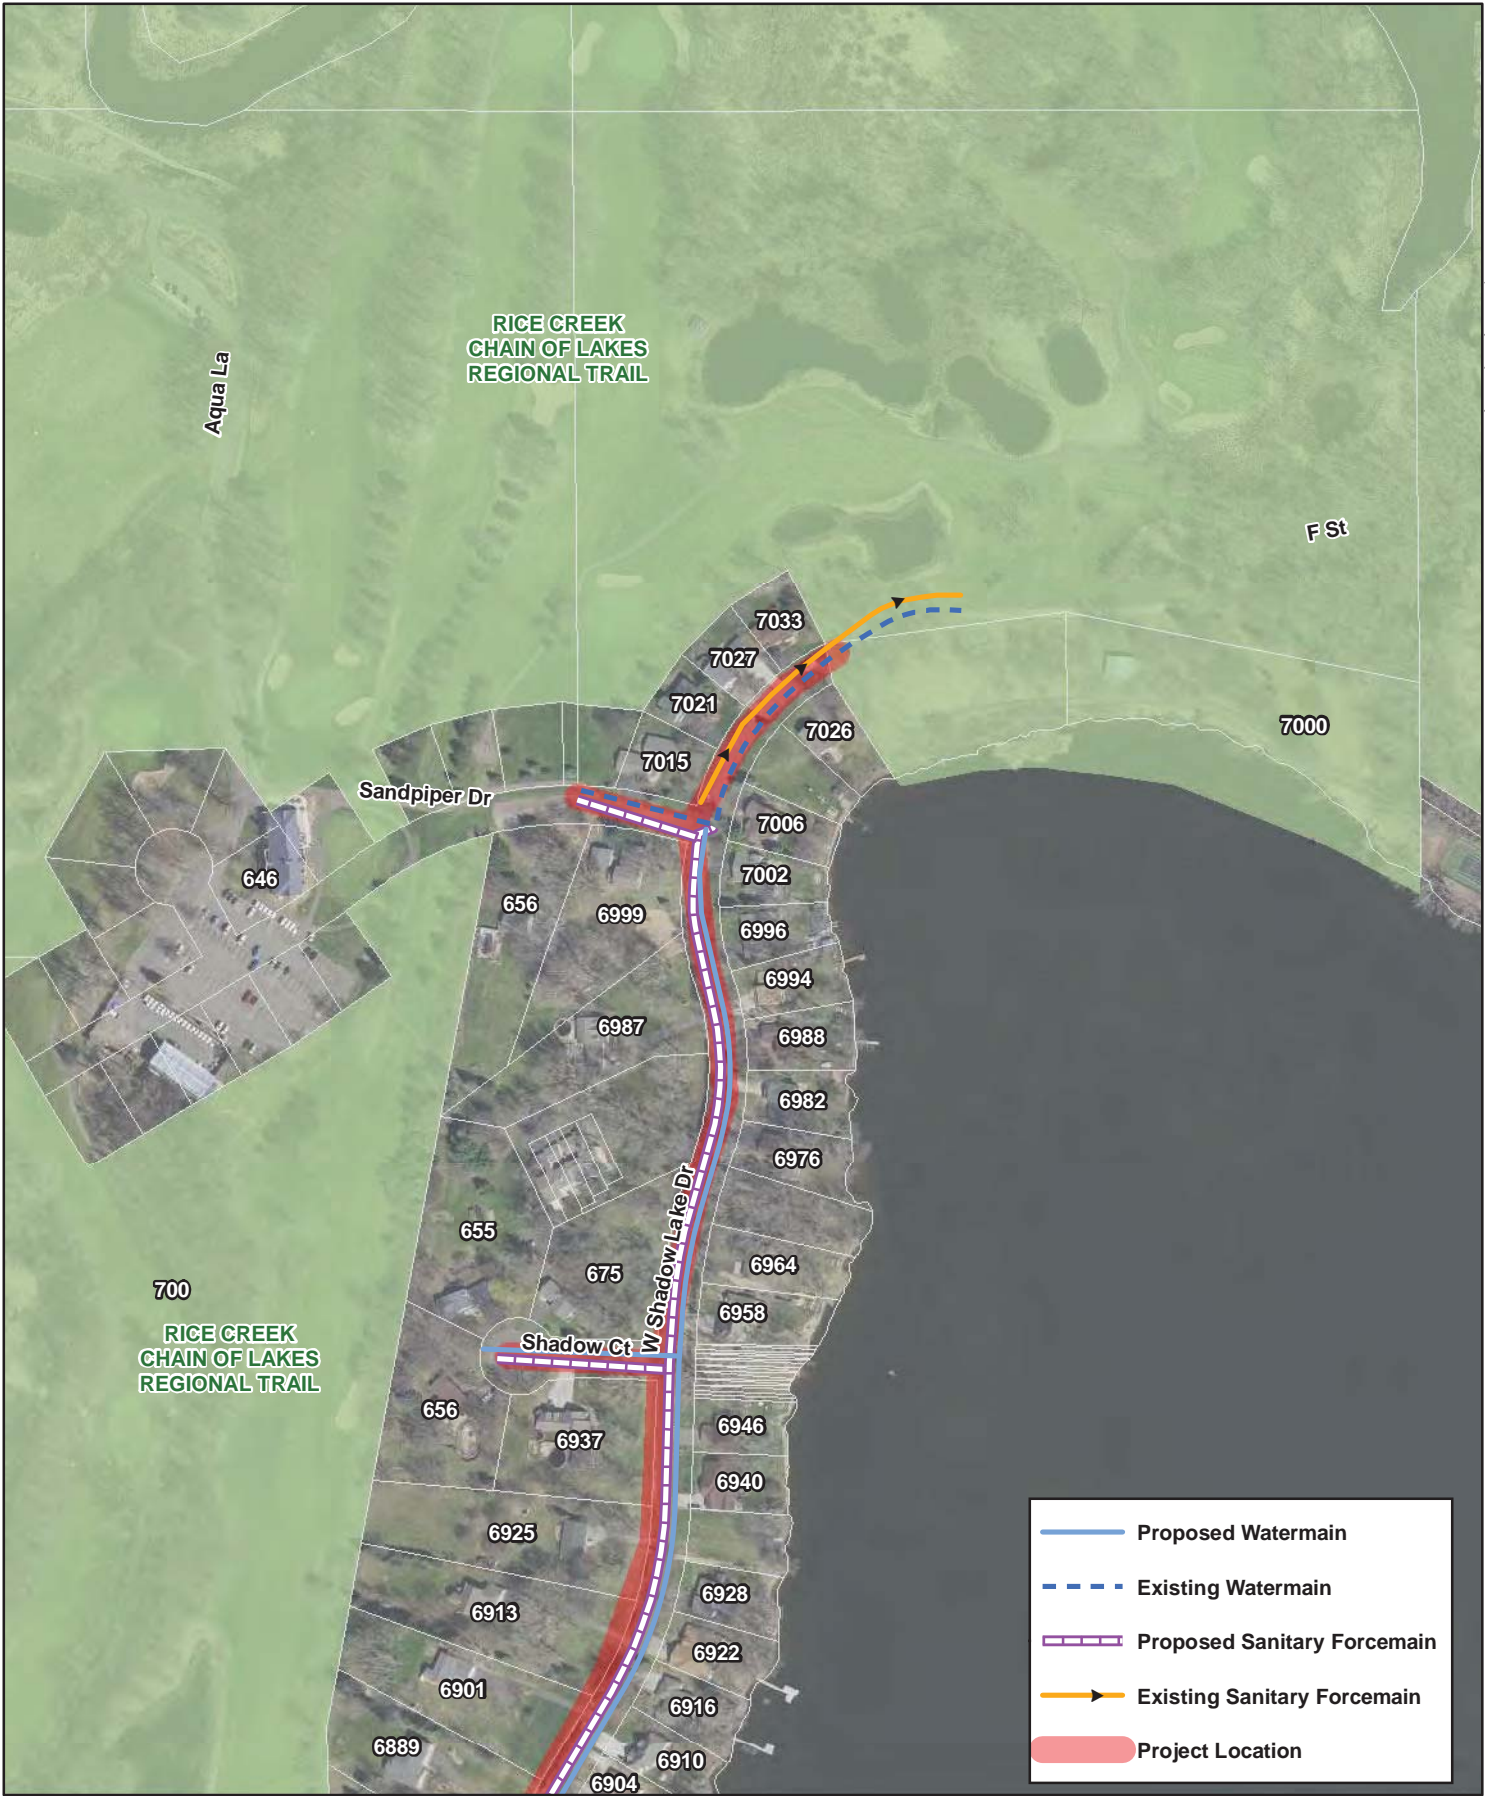 RICE CREEK
CHAIN OF LAKES
REGIONAL TRAIL
Aqua La
F St
7033
7027
7021
7026
7000
7015
Sandpiper Dr
7006
7002
646
656
6999
6996
6994
6987
6988
6982
6976
W Shadow Lake Dr
655
675
6964
700
6958
RICE CREEK
CHAIN OF LAKES
REGIONAL TRAIL
Shadow Ct
656
6937
6946
6940
6925
6928
6913
6922
6901
6916
6889
6910
6904
Proposed Watermain
Existing Watermain
Proposed Sanitary Forcemain
Existing Sanitary Forcemain
Project Location